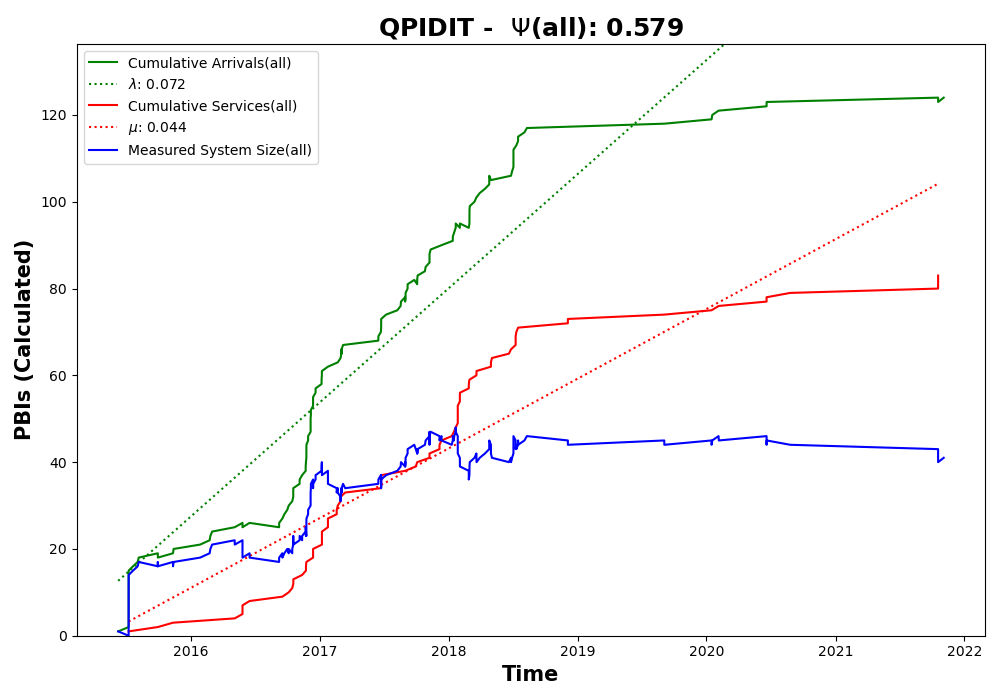 QPIDIT - Ψ(all): 0.579
Cumulative Arrivals(all)
λ: 0.072
Cumulative Services(all)
μ: 0.044
Measured System Size(all)
PBIs (Calculated)
120
100
80
60
40
20
0
2016 2017 2018 2019 2020 2021 2022
Time